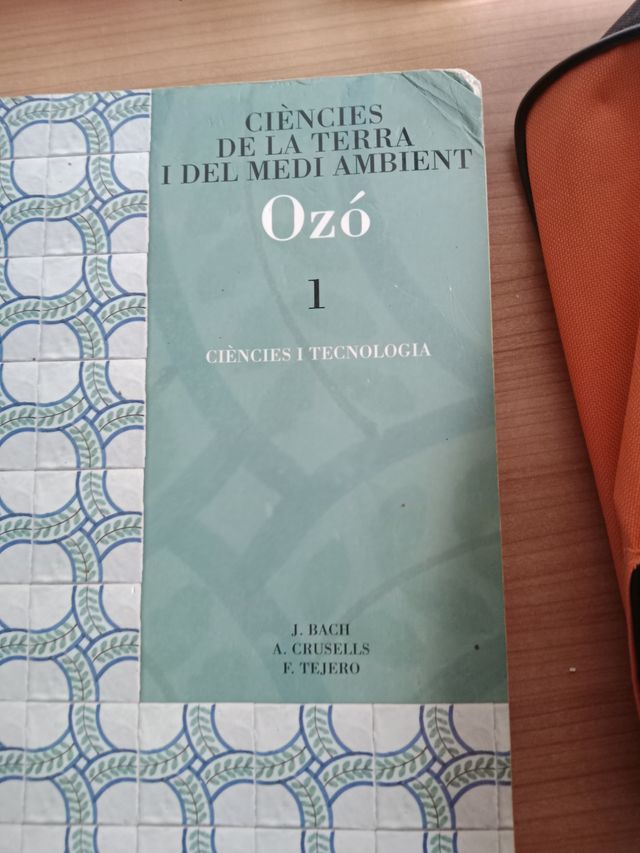 CIÈNCIES
DE LA TERRA
I DEL MEDI AMBIENT
Ozó
1
CIÈNCIES I TECNOLOGIA
J. BACH
A. CRUSELLS
F. TEJERO